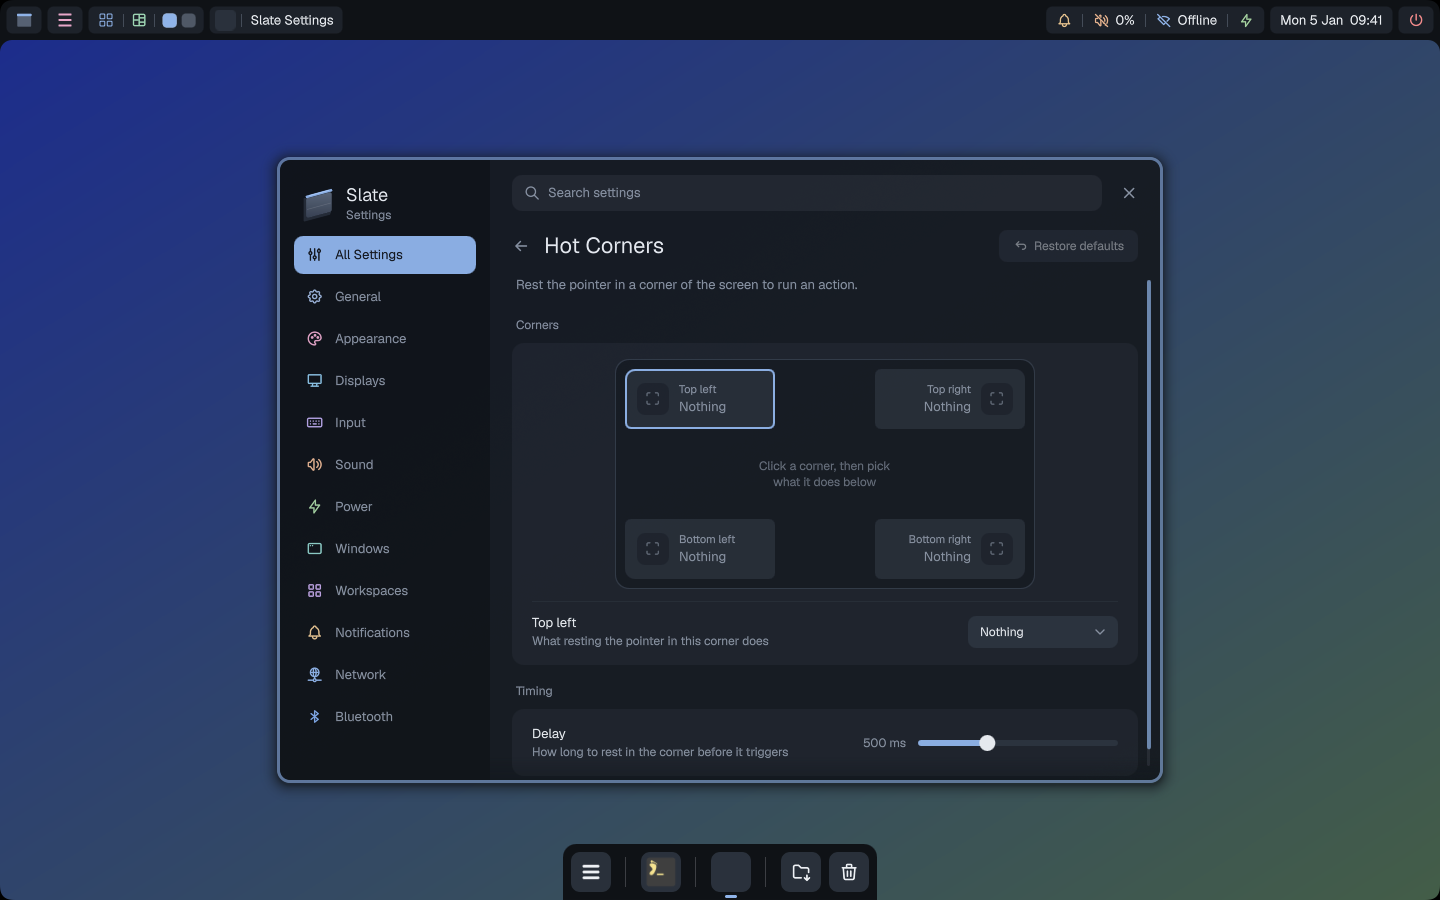 Slate Settings
0%
Offline
Mon 5 Jan 09:41
Slate
Settings
All Settings
General
Appearance
Displays
Input
Sound
Power
Windows
Workspaces
Notifications
Network
Bluetooth
Search settings
Hot Corners
Restore defaults
Rest the pointer in a corner of the screen to run an action.
Corners
Top left
Nothing
Top right
Nothing
Click a corner, then pick
what it does below
Bottom left
Nothing
Bottom right
Nothing
Top left
What resting the pointer in this corner does
Nothing
Timing
Delay
How long to rest in the corner before it triggers
500 ms